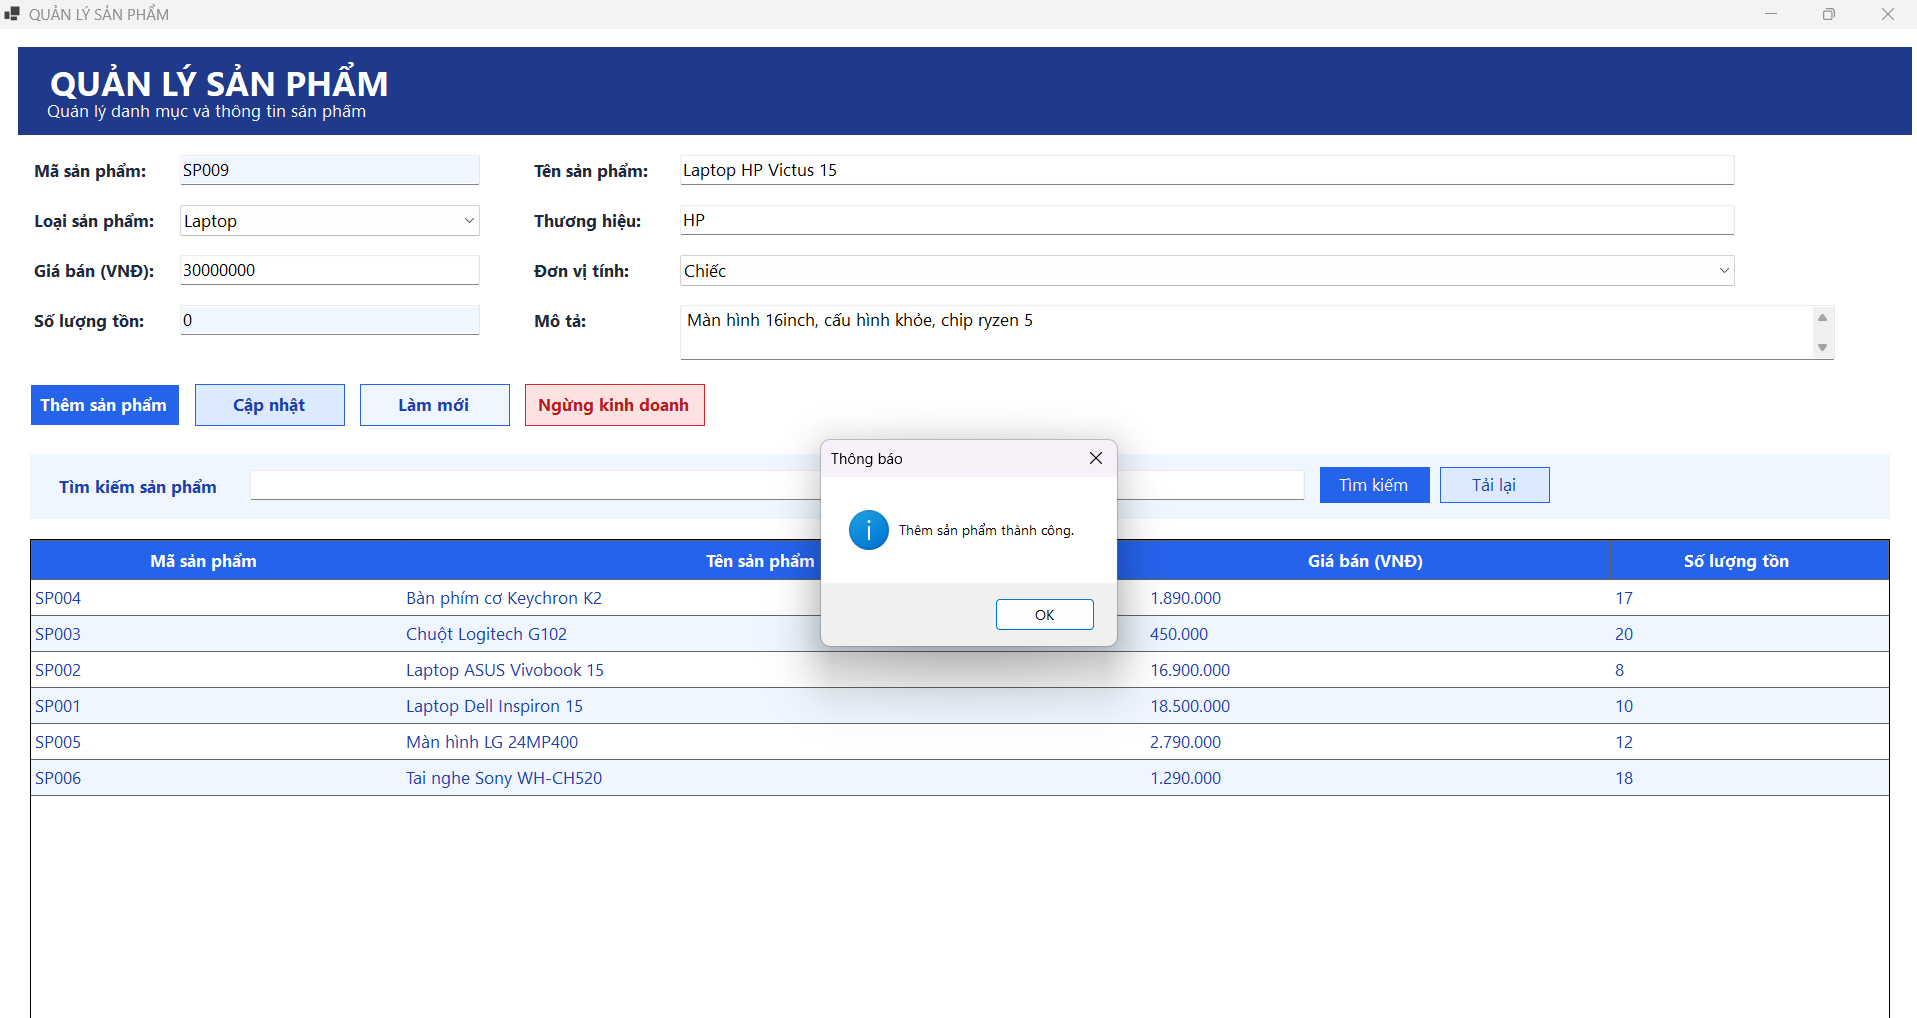 QUẢN LÝ SẢN PHẨM
QUẢN LÝ SẢN PHẨM
Quản lý danh mục và thông tin sản phẩm
Mã sản phẩm: SP009 Tên sản phẩm: Laptop HP Victus 15
Loại sản phẩm: Laptop Thương hiệu: HP
Giá bán (VNĐ): 30000000 Đơn vị tính: Chiếc
Số lượng tồn: 0 Mô tả: Màn hình 16inch, cấu hình khỏe, chip ryzen 5
Thêm sản phẩm Cập nhật Làm mới Ngừng kinh doanh
Thông báo
Thêm sản phẩm thành công.
OK
Tìm kiếm sản phẩm Tìm kiếm Tải lại
Mã sản phẩm Tên sản phẩm Giá bán (VNĐ) Số lượng tồn
SP004 Bàn phím cơ Keychron K2 1.890.000 17
SP003 Chuột Logitech G102 450.000 20
SP002 Laptop ASUS Vivobook 15 16.900.000 8
SP001 Laptop Dell Inspiron 15 18.500.000 10
SP005 Màn hình LG 24MP400 2.790.000 12
SP006 Tai nghe Sony WH-CH520 1.290.000 18